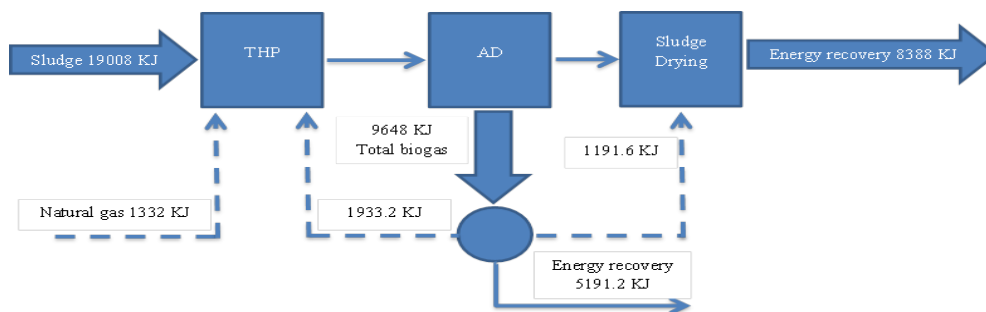 Sludge 19008 KJ
THP
AD
Sludge
Drying
Energy recovery 8388 KJ
9648 KJ
Total biogas
1191.6 KJ
Natural gas 1332 KJ
1933.2 KJ
Energy recovery
5191.2 KJ